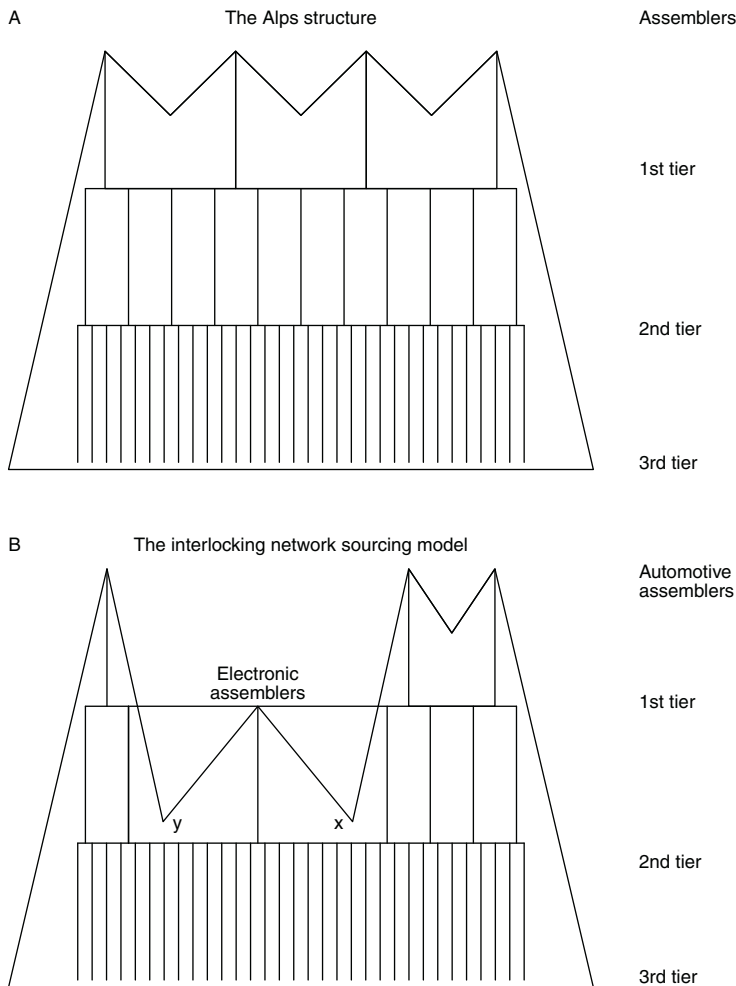 A
The Alps structure
Assemblers
1st tier
2nd tier
3rd tier
B
The interlocking network sourcing model
Automotive
assemblers
Electronic
assemblers
1st tier
y
x
2nd tier
3rd tier